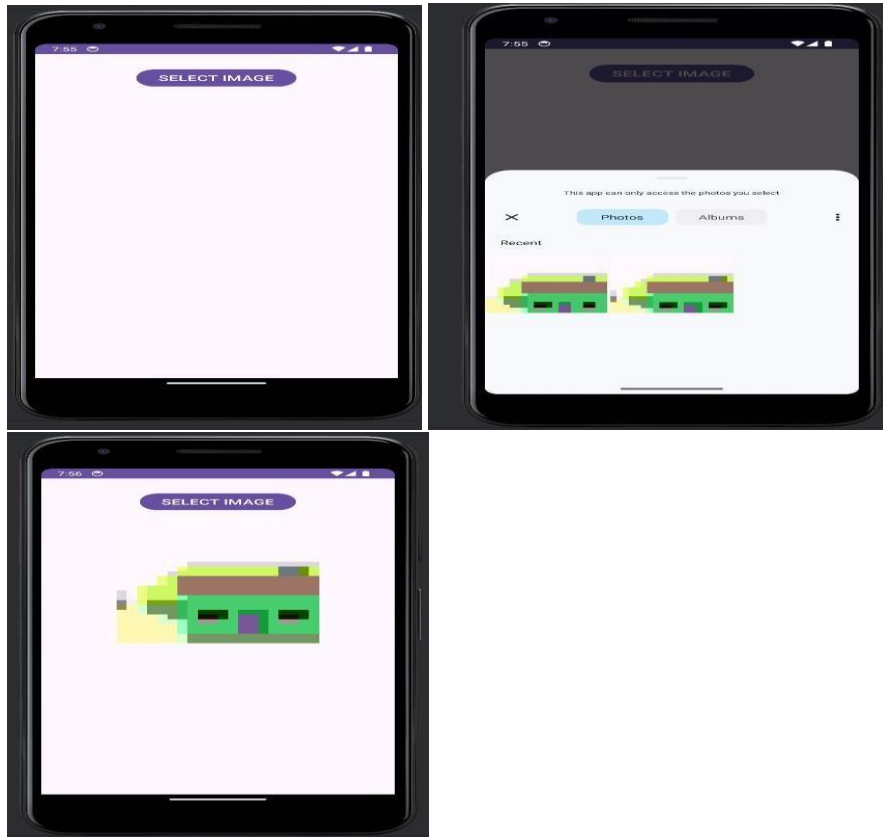 7:55
SELECT IMAGE
7:55
SELECT IMAGE
This app can only access the photos you select
Photos
Albums
Recent
7:56
SELECT IMAGE